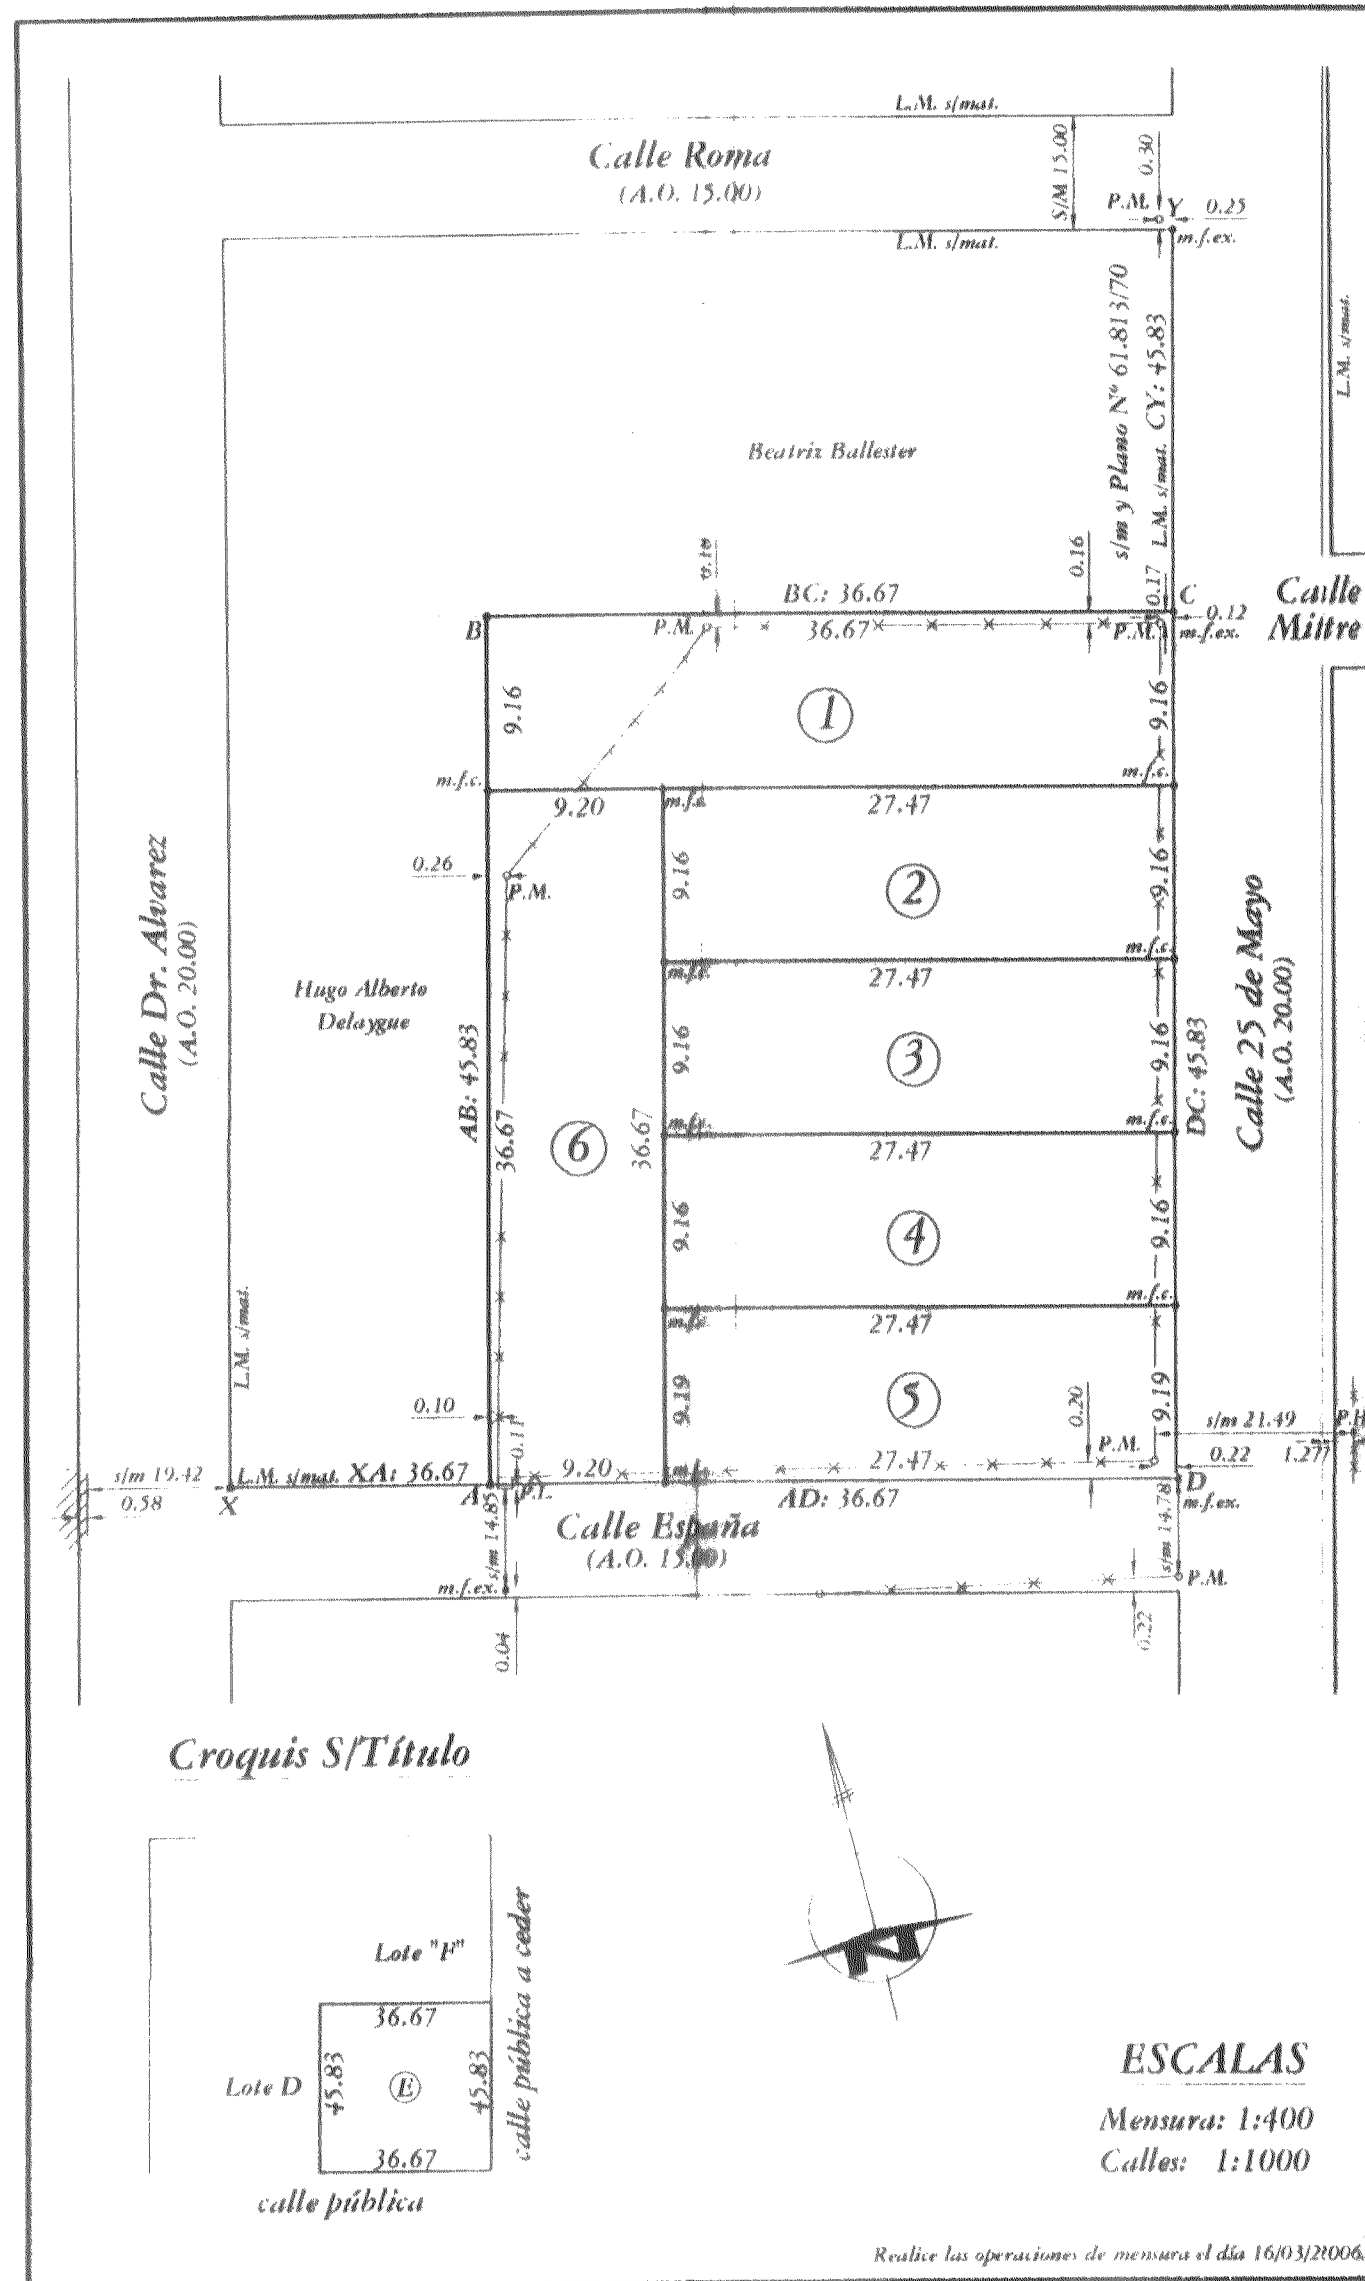 L.M. s/mat.
Calle Roma
(A.O. 15.00)
S/M 15.00
0.30
P.M.
Y
0.25
L.M. s/mat.
m.f.ex.
L.M. s/mat.
s/m y Plano Nº 61.813/70
L.M. s/mat. CY: 45.83
Beatriz Ballester
0.16
0.17
BC: 36.67
C
Calle
Mitre
0.12
B
P.M.
36.67
P.M.
m.f.ex.
9.16
1
9.16
m.f.c.
m.f.c.
9.20
m.f.c.
27.47
0.26
P.M.
9.16
2
9.16
m.f.c.
Calle Dr. Alvarez
(A.O. 20.00)
Hugo Alberto
Delaygue
m.f.c.
27.47
Calle 25 de Mayo
(A.O. 20.00)
AB: 45.83
36.67
9.16
3
9.16
DC: 45.83
6
36.67
m.f.c.
m.f.c.
27.47
9.16
4
9.16
m.f.c.
m.f.c.
27.47
L.M. s/mat.
9.19
5
9.19
0.10
0.11
0.20
P.M.
s/m 21.49
0.22
1.27
s/m 19.42
0.58
L.M. s/mat. XA: 36.67
9.20
m.f.c.
27.47
X
A
AD: 36.67
D
m.f.ex.
s/m 14.85
Calle España
(A.O. 15.00)
s/m 14.78
m.f.ex.
P.M.
0.04
0.22
Croquis S/Título
Lote "F"
36.67
Lote D
45.83
E
45.83
calle pública a ceder
36.67
calle pública
ESCALAS
Mensura: 1:400
Calles: 1:1000
Realice las operaciones de mensura el día 16/03/2006